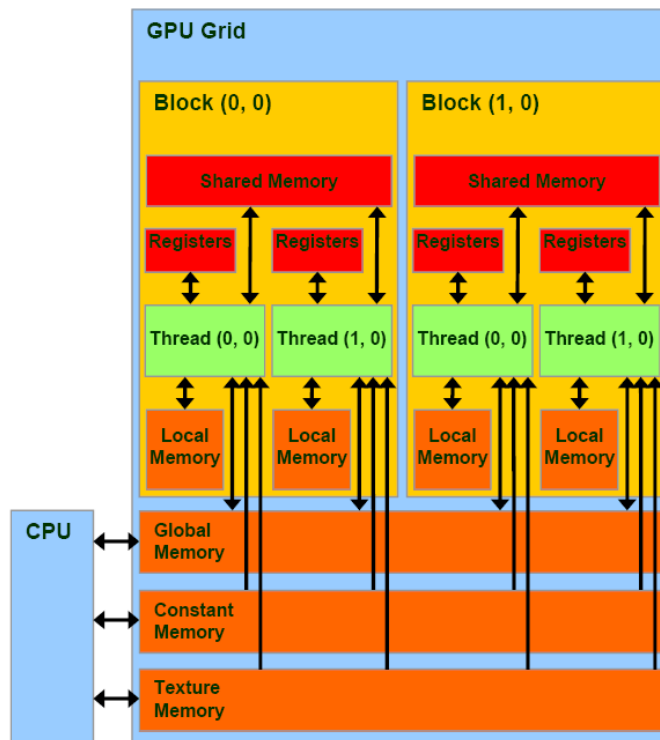 GPU Grid
Block (0, 0)
Block (1, 0)
Shared Memory
Shared Memory
Registers
Registers
Registers
Registers
Thread (0, 0)
Thread (1, 0)
Thread (0, 0)
Thread (1, 0)
Local
Memory
Local
Memory
Local
Memory
Local
Memory
CPU
Global
Memory
Constant
Memory
Texture
Memory